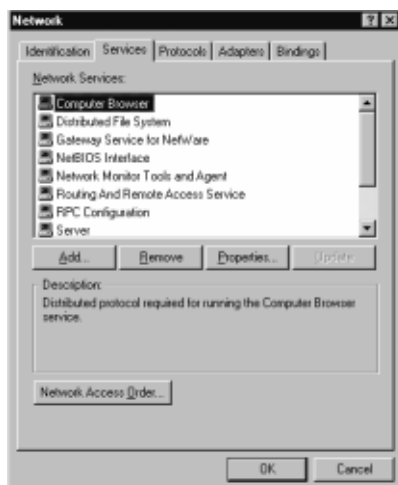 Network
Identification Services Protocols Adapters Bindings
Network Services:
Computer Browser
Distributed File System
Gateway Service for NetWare
NetBIOS Interface
Network Monitor Tools and Agent
Routing And Remote Access Service
RPC Configuration
Server
Add... Remove Properties... Update
Description:
Distributed protocol required for running the Computer Browser
service.
Network Access Order...
OK Cancel